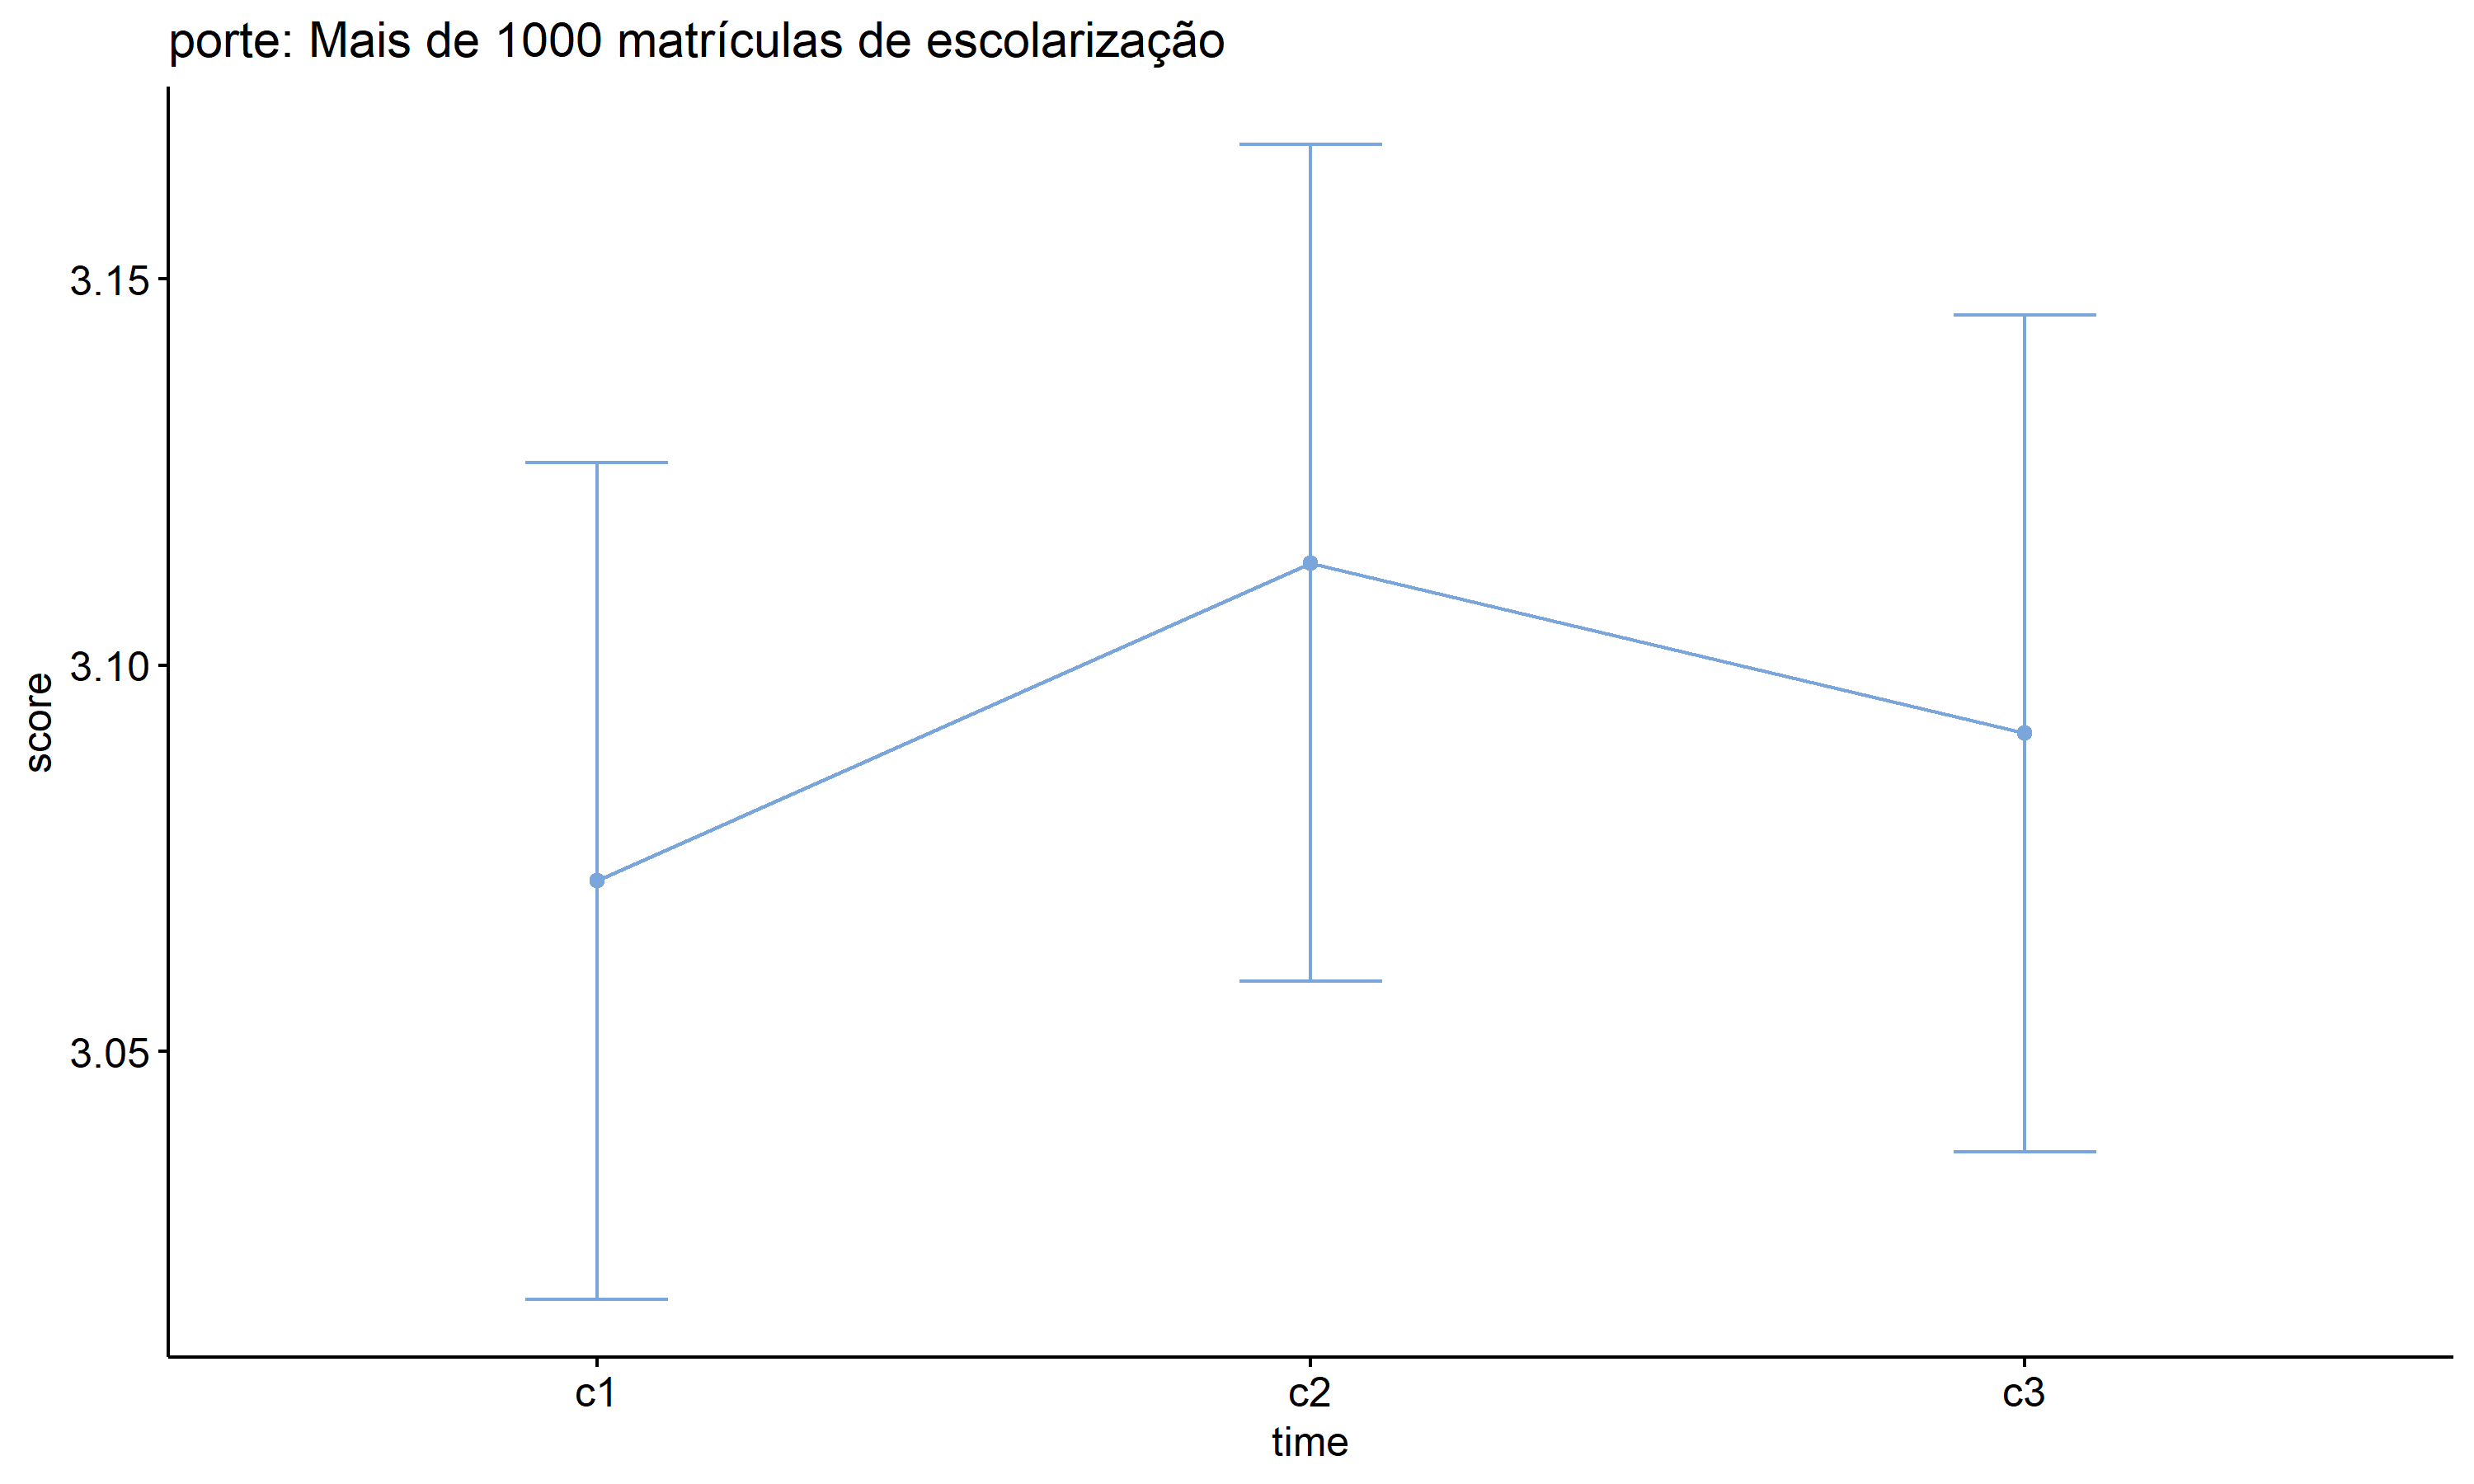 porte: Mais de 1000 matrículas de escolarização
3.15
3.10
3.05
score
c1 c2 c3
time